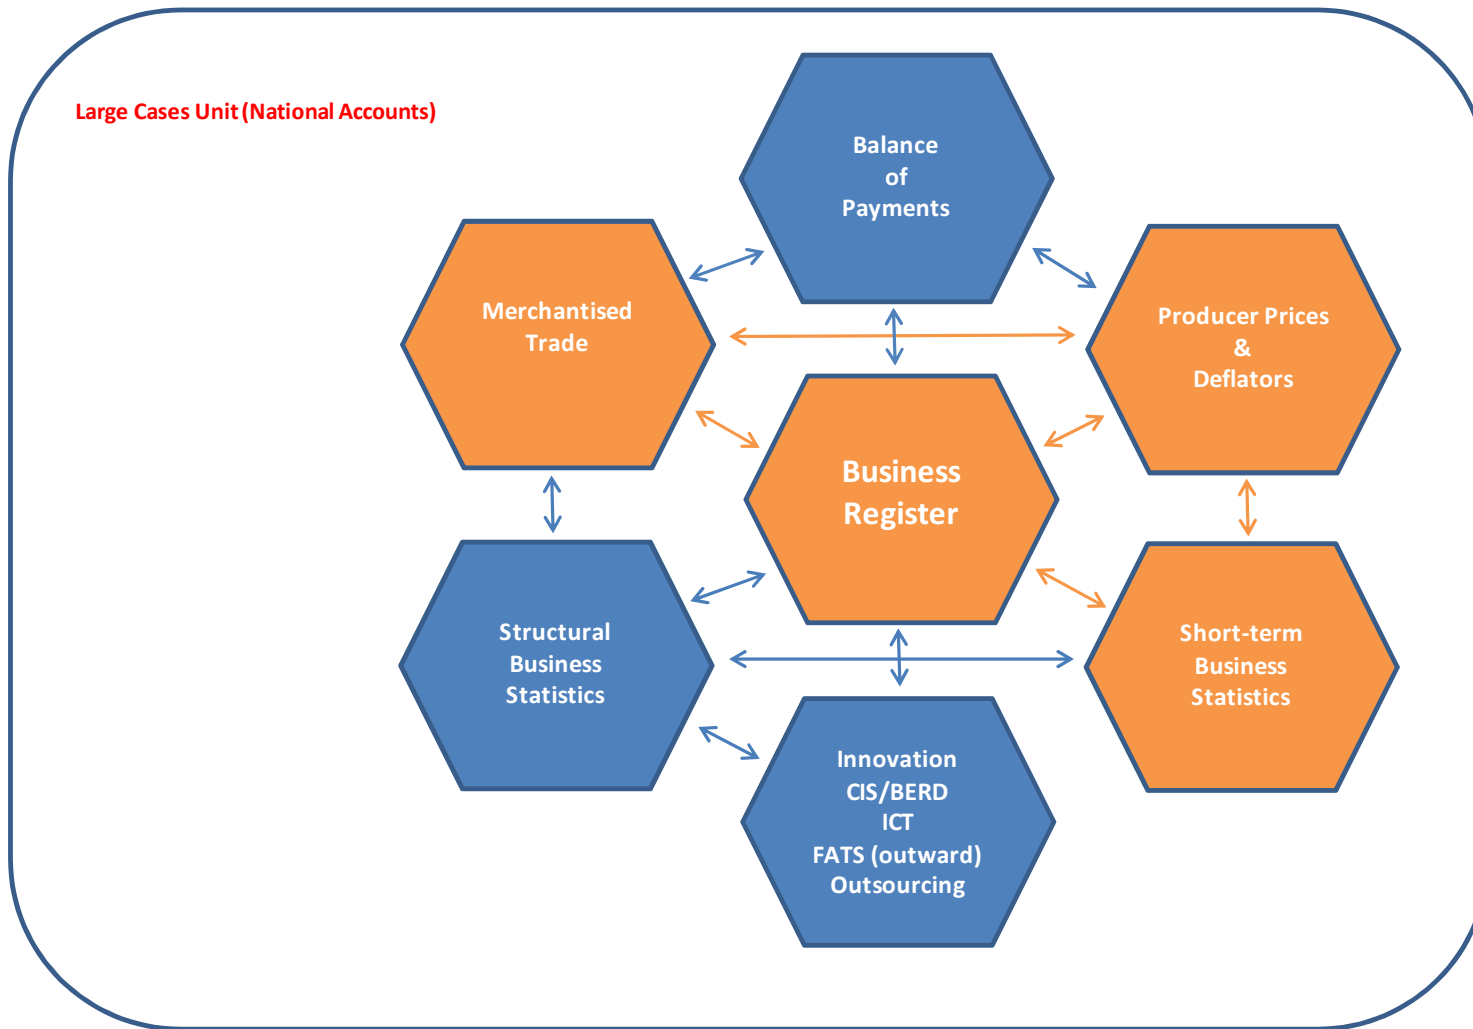 Large Cases Unit (National Accounts)
Balance
of
Payments
Merchantised
Trade
Producer Prices
&
Deflators
Business
Register
Structural
Business
Statistics
Short-term
Business
Statistics
Innovation
CIS/BERD
ICT
FATS (outward)
Outsourcing